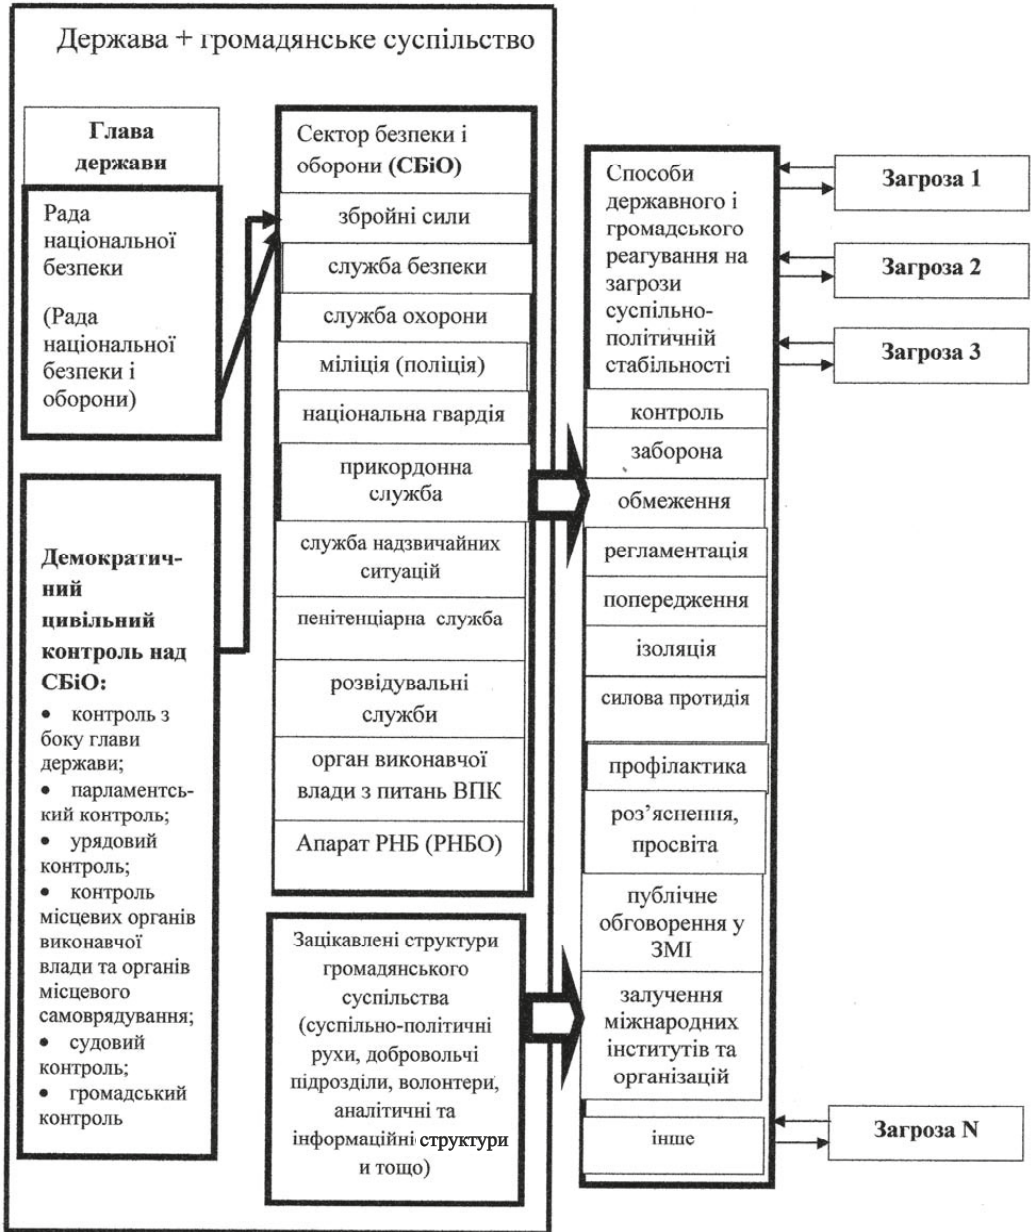 Держава + громадянське суспільство
Глава
держави
Рада
національної
безпеки
(Рада
національної
безпеки і
оборони)
Демократич-
ний
цивільний
контроль над
СБіО:
• контроль з
боку глави
держави;
• парламентсь-
кий контроль;
• урядовий
контроль;
• контроль
місцевих органів
виконавчої
влади та органів
місцевого
самоврядування;
• судовий
контроль;
• громадський
контроль
Сектор безпеки і
оборони (СБіО)
збройні сили
служба безпеки
служба охорони
міліція (поліція)
національна гвардія
прикордонна
служба
служба надзвичайних
ситуацій
пенітенціарна служба
розвідувальні
служби
орган виконавчої
влади з питань ВПК
Апарат РНБ (РНБО)
Зацікавлені структури
громадянського
суспільства
(суспільно-політичні
рухи, добровольчі
підрозділи, волонтери,
аналітичні та
інформаційні структури
и тощо)
Способи
державного і
громадського
реагування на
загрози
суспільно-
політичній
стабільності
контроль
заборона
обмеження
регламентація
попередження
ізоляція
силова протидія
профілактика
роз’яснення,
просвіта
публічне
обговорення у
ЗМІ
залучення
міжнародних
інститутів та
організацій
інше
Загроза 1
Загроза 2
Загроза 3
Загроза N